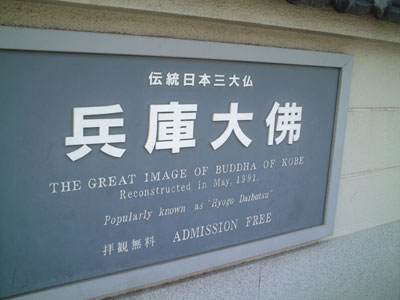 伝統日本三大仏
兵庫大佛
THE GREAT IMAGE OF BUDDHA OF KOBE
Reconstructed in May, 1991.
Popularly known as "Hyogo Daibutsu"
拝観無料 ADMISSION FREE